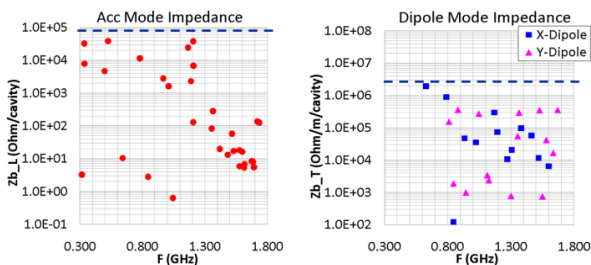 Acc Mode Impedance
Zb_L (Ohm/cavity)
1.0E+05
1.0E+04
1.0E+03
1.0E+02
1.0E+01
1.0E+00
1.0E-01
0.300 0.800 1.300 1.800
F (GHz)
Dipole Mode Impedance
X-Dipole
Y-Dipole
Zb_T (Ohm/m/cavity)
1.0E+08
1.0E+07
1.0E+06
1.0E+05
1.0E+04
1.0E+03
1.0E+02
0.300 0.800 1.300 1.800
F (GHz)